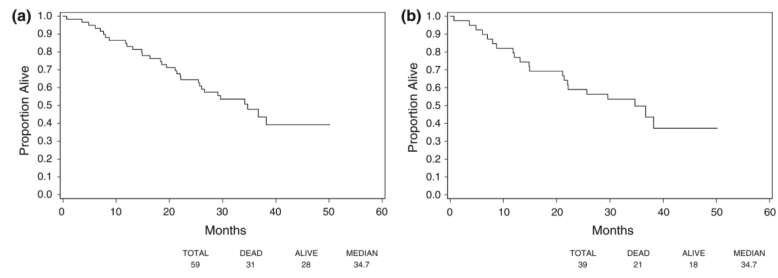 (a)
1.0
0.9
0.8
0.7
0.6
0.5
0.4
0.3
0.2
0.1
0.0
Proportion Alive
0 10 20 30 40 50 60
Months
TOTAL DEAD ALIVE MEDIAN
59 31 28 34.7
(b)
1.0
0.9
0.8
0.7
0.6
0.5
0.4
0.3
0.2
0.1
0.0
Proportion Alive
0 10 20 30 40 50 60
Months
TOTAL DEAD ALIVE MEDIAN
39 21 18 34.7